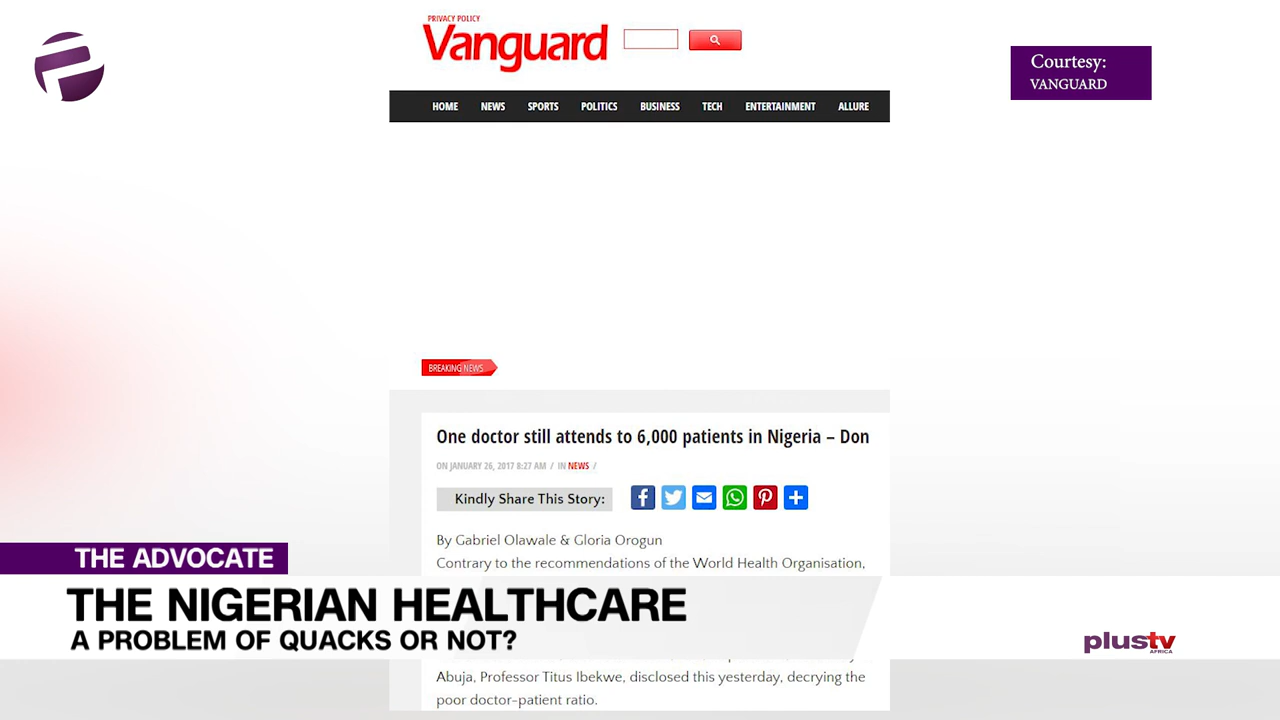 PRIVACY POLICY
Vanguard
Courtesy:
VANGUARD
HOME NEWS SPORTS POLITICS BUSINESS TECH ENTERTAINMENT ALLURE
BREAKING NEWS
One doctor still attends to 6,000 patients in Nigeria – Don
ON JANUARY 26, 2017 8:27 AM / IN NEWS /
Kindly Share This Story:
By Gabriel Olawale & Gloria Orogun
Contrary to the recommendations of the World Health Organisation,
THE ADVOCATE
THE NIGERIAN HEALTHCARE
A PROBLEM OF QUACKS OR NOT?
plustv
AFRICA
Abuja, Professor Titus Ibekwe, disclosed this yesterday, decrying the
poor doctor-patient ratio.